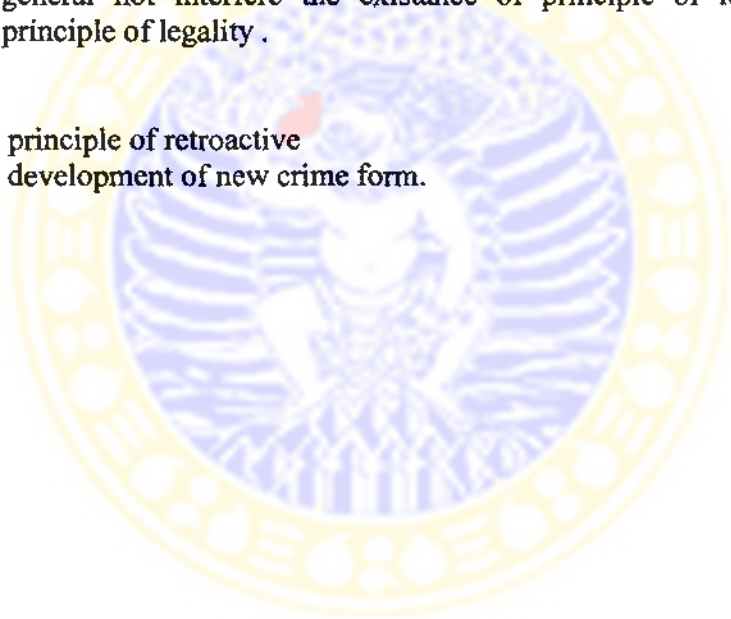 general not interfere the existance of principle of
principle of legality .
principle of retroactive
development of new crime form.